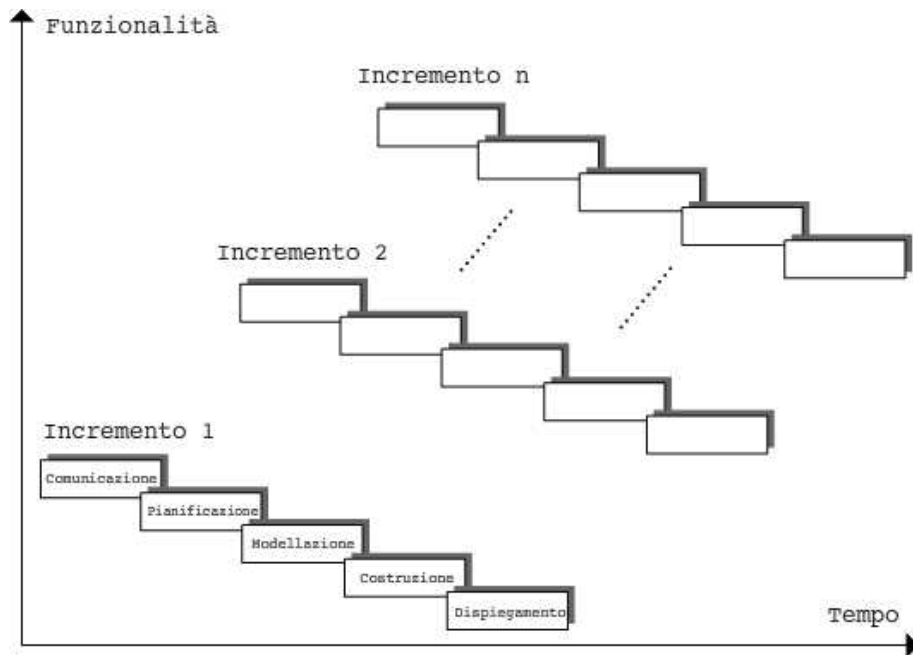 Funzionalità
Incremento n
Incremento 2
Incremento 1
Comunicazione
Pianificazione
Modellazione
Costruzione
Dispiegamento
Tempo